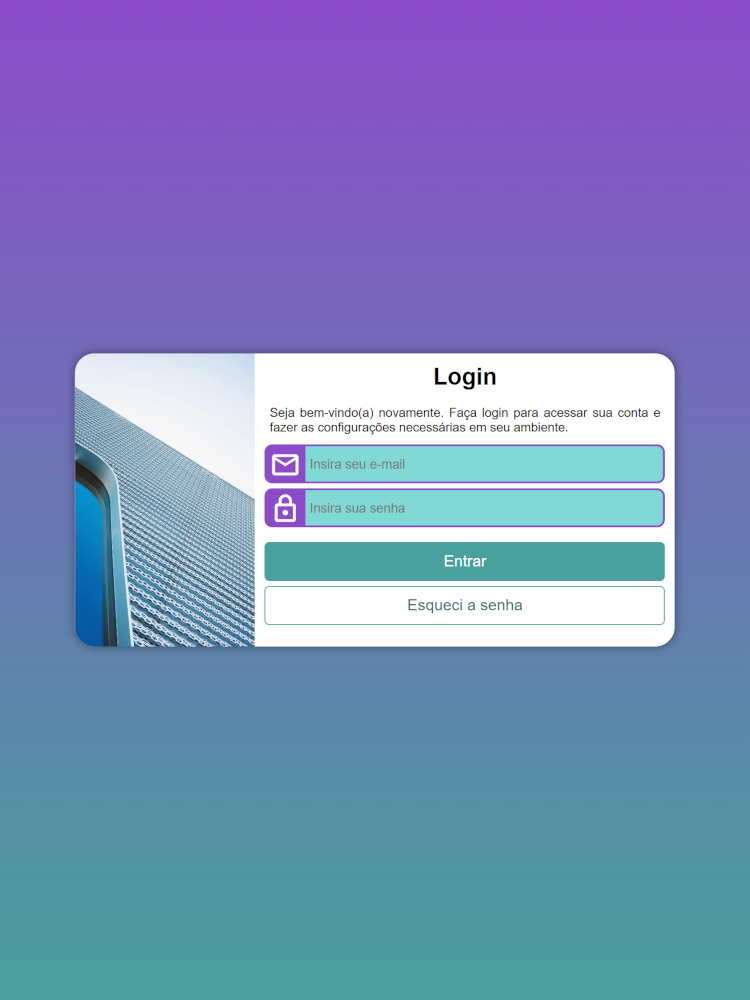 Login
Seja bem-vindo(a) novamente. Faça login para acessar sua conta e
fazer as configurações necessárias em seu ambiente.
Insira seu e-mail
Insira sua senha
Entrar
Esqueci a senha